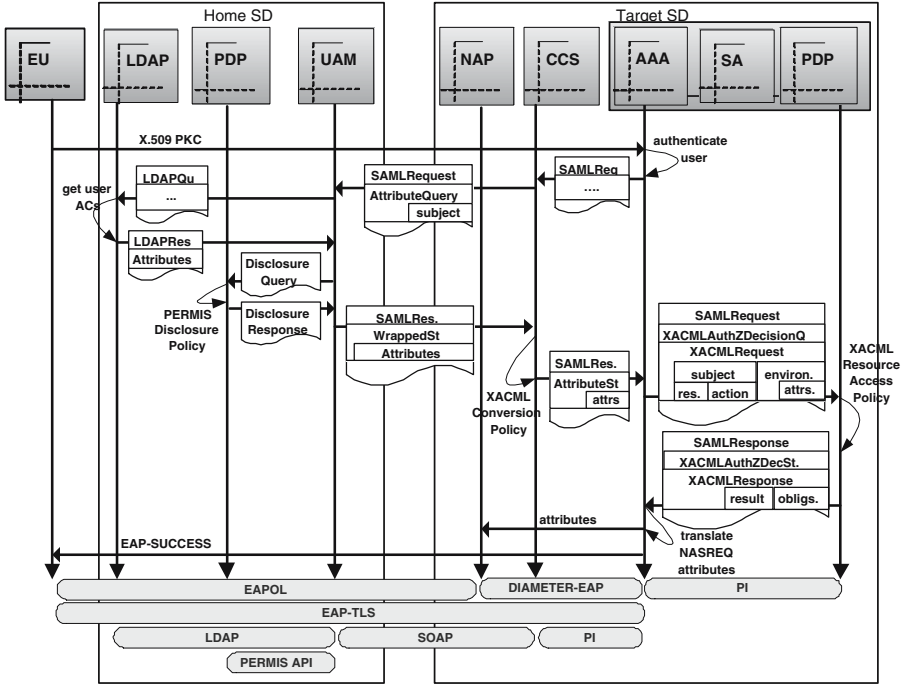 Home SD
Target SD
EU
LDAP
PDP
UAM
NAP
CCS
AAA
SA
PDP
X.509 PKC
authenticate
user
LDAPQu
...
SAMLRequest
AttributeQuery
subject
SAMLReq
....
get user
ACs
LDAPRes
Attributes
Disclosure
Query
PERMIS
Disclosure
Policy
Disclosure
Response
SAMLRes.
WrappedSt
Attributes
SAMLRes.
AttributeSt
attrs
XACML
Conversion
Policy
SAMLRequest
XACMLAuthZDecisionQ
XACMLRequest
subject
environ.
res.
action
attrs.
XACML
Resource
Access
Policy
SAMLResponse
XACMLAuthZDecSt.
XACMLResponse
result
obligs.
attributes
translate
NASREQ
attributes
EAP-SUCCESS
EAPOL
DIAMETER-EAP
PI
EAP-TLS
LDAP
SOAP
PI
PERMIS API